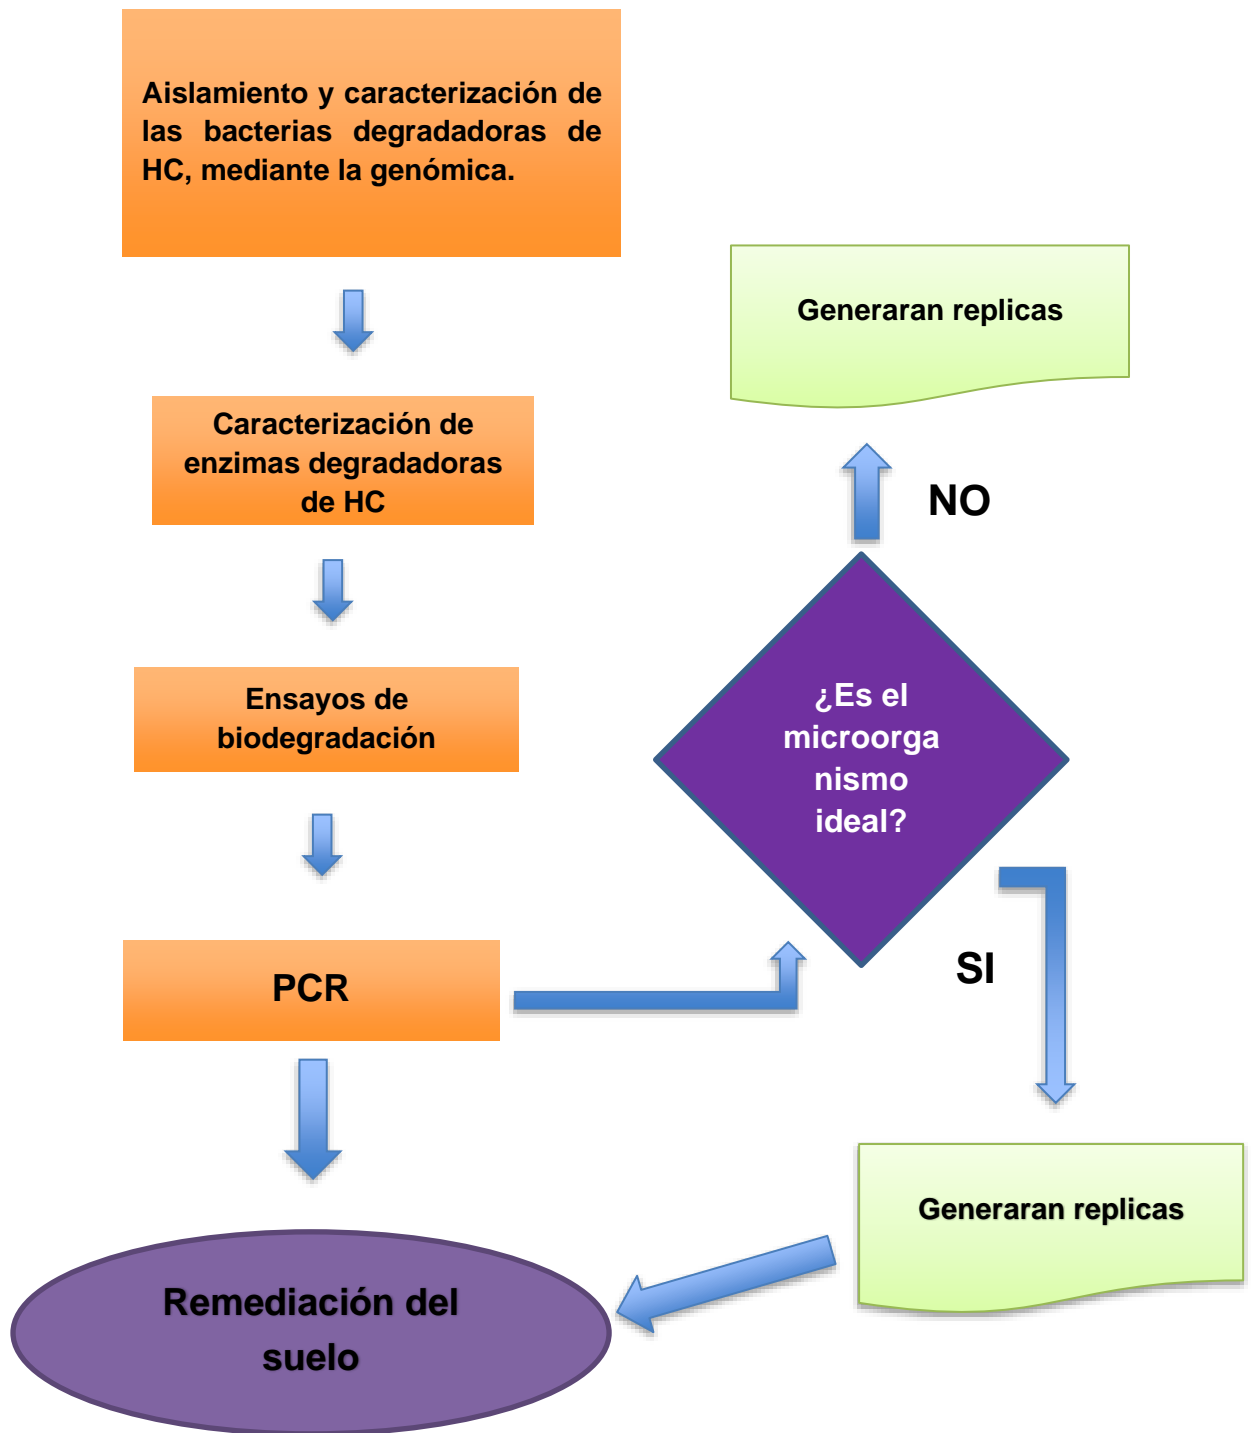 Aislamiento y caracterización de
las bacterias degradadoras de
HC, mediante la genómica.
Caracterización de
enzimas degradadoras
de HC
Ensayos de
biodegradación
PCR
Remediación del
suelo
Generaran replicas
NO
¿Es el
microorga
nismo
ideal?
SI
Generaran replicas